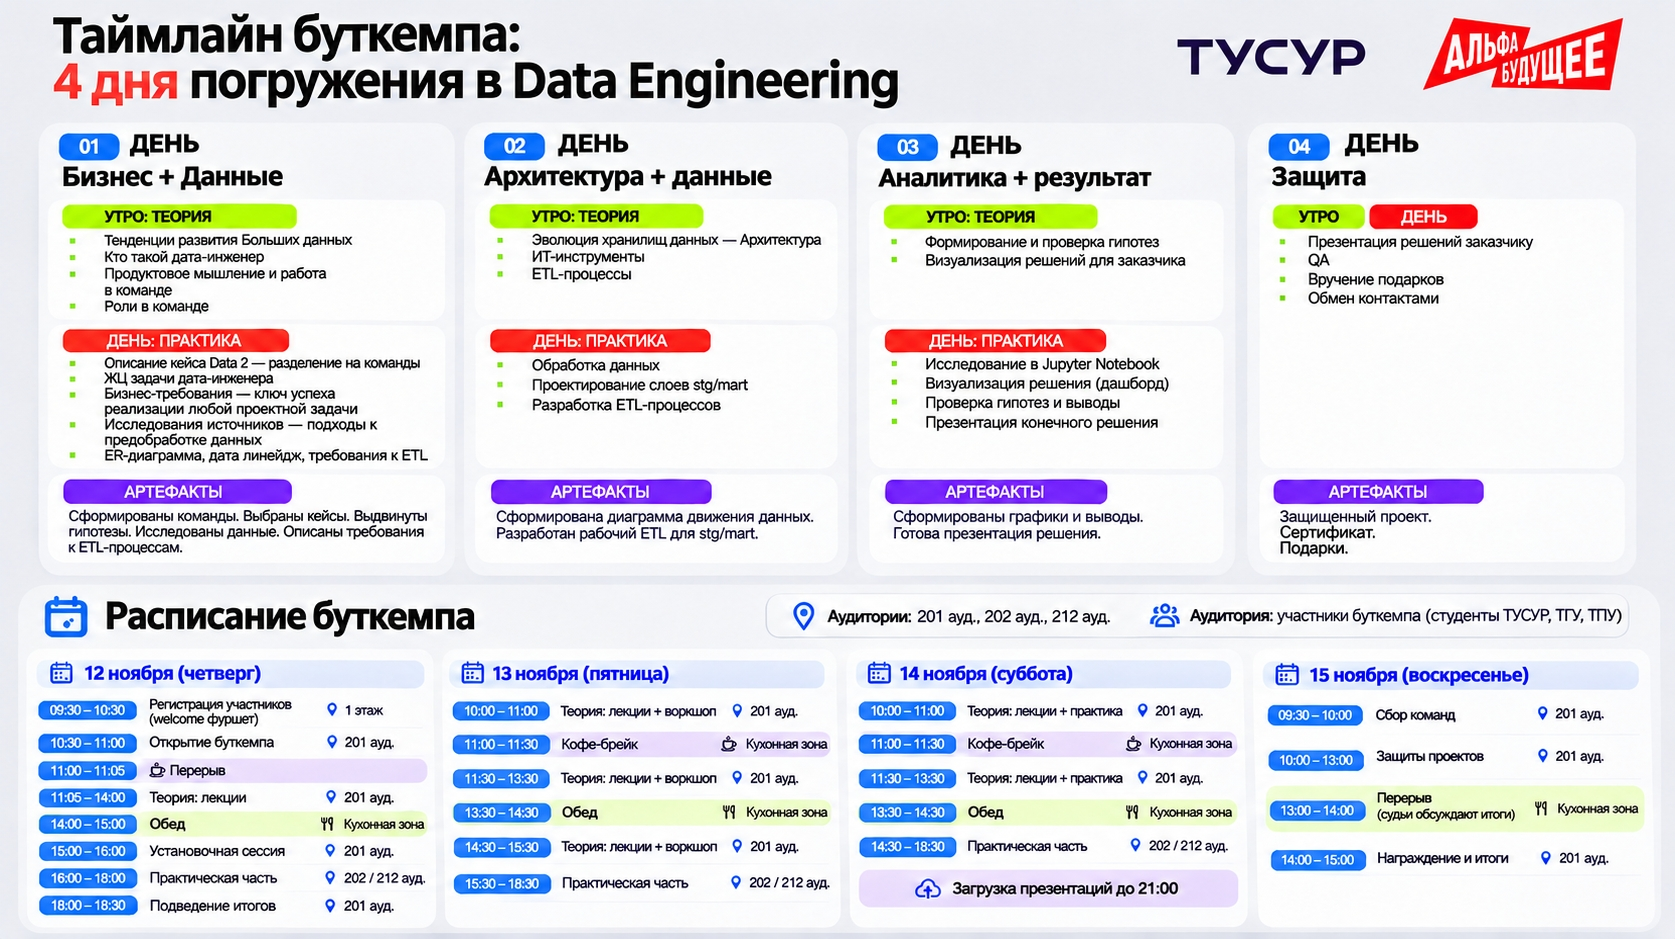 Таймлайн буткемпа:
4 дня погружения в Data Engineering
ТУСУР
АЛЬФА
БУДУЩЕЕ
01 ДЕНЬ
Бизнес + Данные
УТРО: ТЕОРИЯ
Тенденции развития Больших данных
Кто такой дата-инженер
Продуктовое мышление и работа
в команде
Роли в команде
ДЕНЬ: ПРАКТИКА
Описание кейса Data 2 — разделение на команды
ЖЦ задачи дата-инженера
Бизнес-требования — ключ успеха
реализации любой проектной задачи
Исследования источников — подходы к
предобработке данных
ER-диаграмма, дата линейдж, требования к ETL
АРТЕФАКТЫ
Сформированы команды. Выбраны кейсы. Выдвинуты
гипотезы. Исследованы данные. Описаны требования
к ETL-процессам.
02 ДЕНЬ
Архитектура + данные
УТРО: ТЕОРИЯ
Эволюция хранилищ данных — Архитектура
ИТ-инструменты
ETL-процессы
ДЕНЬ: ПРАКТИКА
Обработка данных
Проектирование слоев stg/mart
Разработка ETL-процессов
АРТЕФАКТЫ
Сформирована диаграмма движения данных.
Разработан рабочий ETL для stg/mart.
03 ДЕНЬ
Аналитика + результат
УТРО: ТЕОРИЯ
Формирование и проверка гипотез
Визуализация решений для заказчика
ДЕНЬ: ПРАКТИКА
Исследование в Jupyter Notebook
Визуализация решения (дашборд)
Проверка гипотез и выводы
Презентация конечного решения
АРТЕФАКТЫ
Сформированы графики и выводы.
Готова презентация решения.
04 ДЕНЬ
Защита
УТРО ДЕНЬ
Презентация решений заказчику
QA
Вручение подарков
Обмен контактами
АРТЕФАКТЫ
Защищенный проект.
Сертификат.
Подарки.
Расписание буткемпа
Аудитории: 201 ауд., 202 ауд., 212 ауд.
Аудитория: участники буткемпа (студенты ТУСУР, ТГУ, ТПУ)
12 ноября (четверг)
09:30 – 10:30 Регистрация участников
(welcome фуршет) 1 этаж
10:30 – 11:00 Открытие буткемпа 201 ауд.
11:00 – 11:05 Перерыв
11:05 – 14:00 Теория: лекции 201 ауд.
14:00 – 15:00 Обед Кухонная зона
15:00 – 16:00 Установочная сессия 201 ауд.
16:00 – 18:00 Практическая часть 202 / 212 ауд.
18:00 – 18:30 Подведение итогов 201 ауд.
13 ноября (пятница)
10:00 – 11:00 Теория: лекции + воркшоп 201 ауд.
11:00 – 11:30 Кофе-брейк Кухонная зона
11:30 – 13:30 Теория: лекции + воркшоп 201 ауд.
13:30 – 14:30 Обед Кухонная зона
14:30 – 15:30 Теория: лекции + воркшоп 201 ауд.
15:30 – 18:30 Практическая часть 202 / 212 ауд.
14 ноября (суббота)
10:00 – 11:00 Теория: лекции + практика 201 ауд.
11:00 – 11:30 Кофе-брейк Кухонная зона
11:30 – 13:30 Теория: лекции + практика 201 ауд.
13:30 – 14:30 Обед Кухонная зона
14:30 – 18:30 Практическая часть 202 / 212 ауд.
Загрузка презентаций до 21:00
15 ноября (воскресенье)
09:30 – 10:00 Сбор команд 201 ауд.
10:00 – 13:00 Защиты проектов 201 ауд.
13:00 – 14:00 Перерыв
(судьи обсуждают итоги) Кухонная зона
14:00 – 15:00 Награждение и итоги 201 ауд.